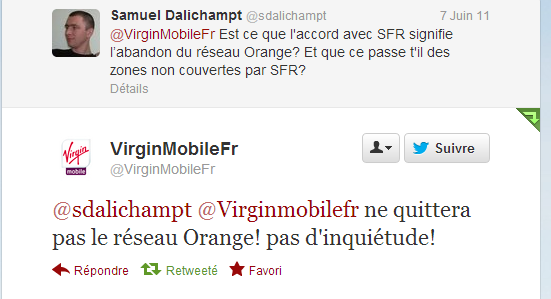 Samuel Dalichampt @sdalichampt 7 Juin 11
@VirginMobileFr Est ce que l'accord avec SFR signifie
l'abandon du réseau Orange? Et que ce passe t'il des
zones non couvertes par SFR?
Détails
Virgin
mobile
VirginMobileFr
@VirginMobileFr
Suivre
@sdalichampt @Virginmobilefr ne quittera
pas le réseau Orange! pas d'inquiétude!
Répondre Retweeté Favori